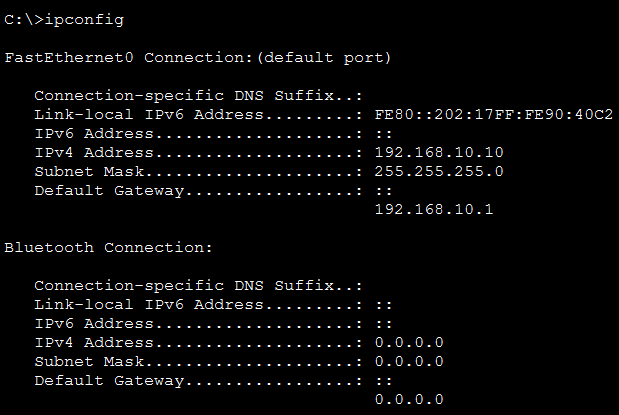 C:\>ipconfig
FastEthernet0 Connection:(default port)
Connection-specific DNS Suffix..:
Link-local IPv6 Address.........: FE80::202:17FF:FE90:40C2
IPv6 Address....................: ::
IPv4 Address....................: 192.168.10.10
Subnet Mask.....................: 255.255.255.0
Default Gateway.................: ::
192.168.10.1
Bluetooth Connection:
Connection-specific DNS Suffix..:
Link-local IPv6 Address.........: ::
IPv6 Address....................: ::
IPv4 Address....................: 0.0.0.0
Subnet Mask.....................: 0.0.0.0
Default Gateway.................: ::
0.0.0.0